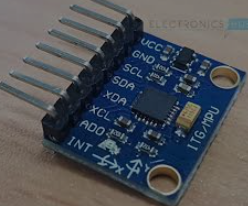 ELECTRONICS
VCC
GND
SCL
SDA
XDA
XCL
ADO
INT
ITG/MPU